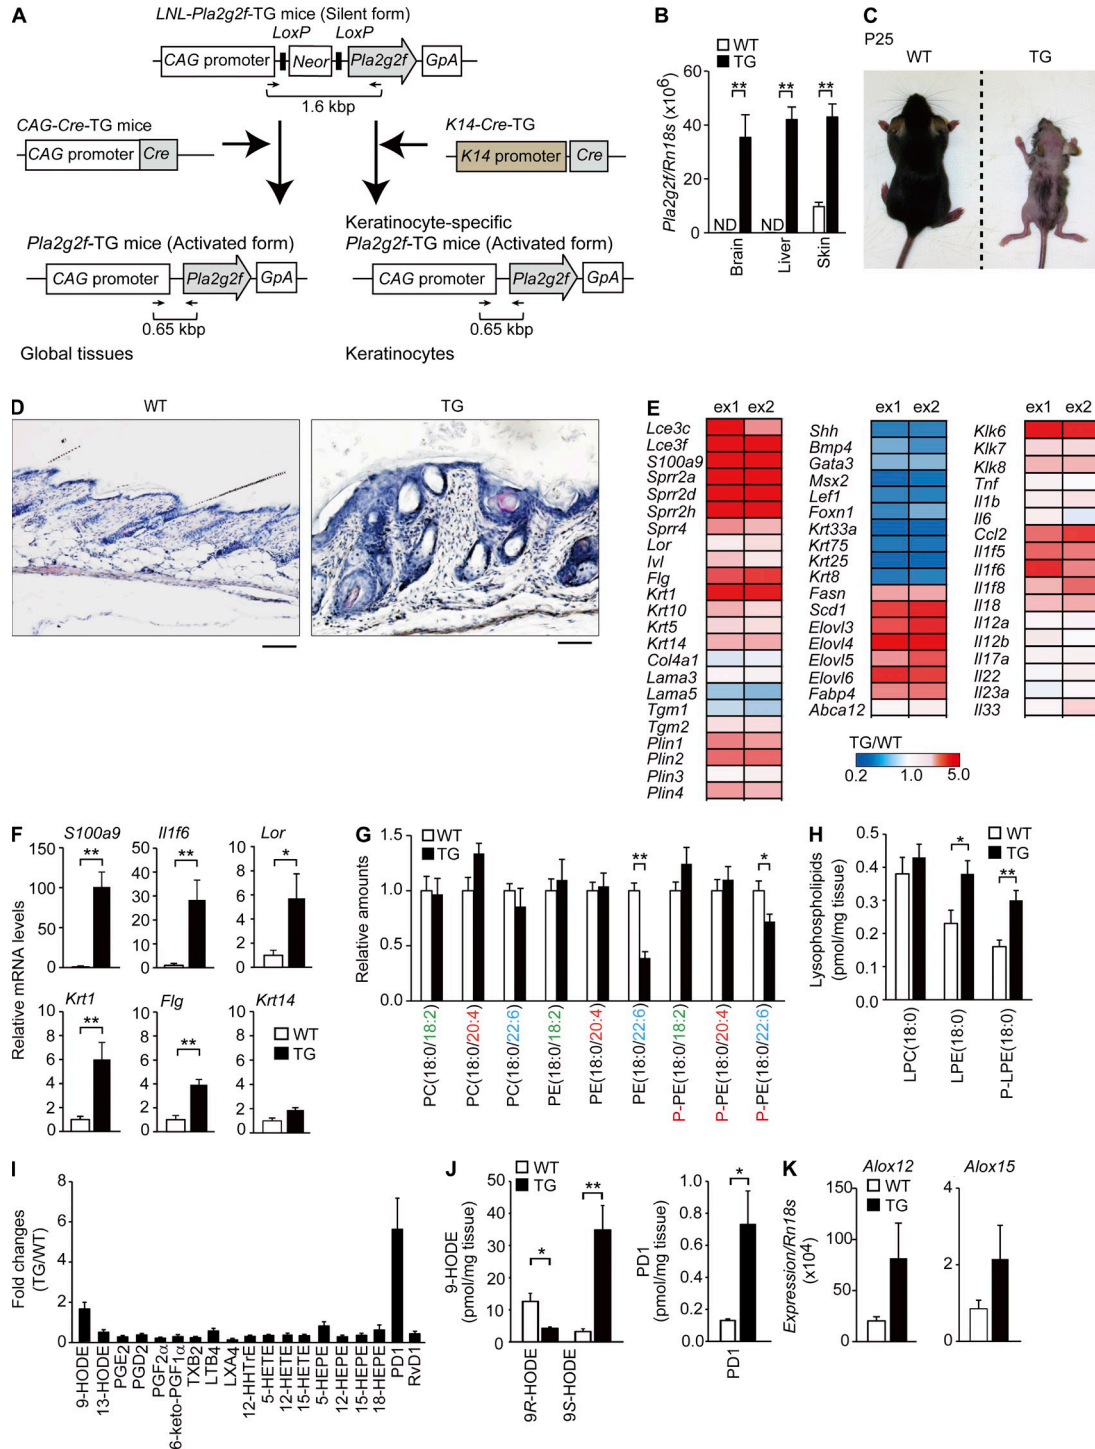 A
LNL-Pla2g2f-TG mice (Silent form)
LoxP LoxP
CAG promoter Neor Pla2g2f GpA
1.6 kbp
CAG-Cre-TG mice
CAG promoter Cre
K14-Cre-TG
K14 promoter Cre
Pla2g2f-TG mice (Activated form)
CAG promoter Pla2g2f GpA
0.65 kbp
Global tissues
Keratinocyte-specific
Pla2g2f-TG mice (Activated form)
CAG promoter Pla2g2f GpA
0.65 kbp
Keratinocytes
B
WT
TG
Pla2g2f/Rn18s (x10⁶)
60
40
20
0
** ** **
ND ND
Brain
Liver
Skin
C
P25
WT TG
D
WT TG
E
ex1 ex2
Lce3c
Lce3f
S100a9
Sprr2a
Sprr2d
Sprr2h
Sprr4
Lor
Ivl
Flg
Krt1
Krt10
Krt5
Krt14
Col4a1
Lama3
Lama5
Tgm1
Tgm2
Plin1
Plin2
Plin3
Plin4
ex1 ex2
Shh
Bmp4
Gata3
Msx2
Lef1
Foxn1
Krt33a
Krt75
Krt25
Krt8
Fasn
Scd1
Elovl3
Elovl4
Elovl5
Elovl6
Fabp4
Abca12
ex1 ex2
Klk6
Klk7
Klk8
Tnf
Il1b
Il6
Ccl2
Il1f5
Il1f6
Il1f8
Il18
Il12a
Il12b
Il17a
Il22
Il23a
Il33
TG/WT
0.2 1.0 5.0
F
Relative mRNA levels
S100a9
150
100
50
0
**
Il1f6
50
40
30
20
10
0
**
Lor
10
8
6
4
2
0
*
Krt1
10
8
6
4
2
0
**
Flg
10
8
6
4
2
0
**
Krt14
10
8
6
4
2
0
WT
TG
G
WT
TG
Relative amounts
1.5
1.0
0.5
0.0
** *
PC(18:0/18:2)
PC(18:0/20:4)
PC(18:0/22:6)
PE(18:0/18:2)
PE(18:0/20:4)
PE(18:0/22:6)
P-PE(18:0/18:2)
P-PE(18:0/20:4)
P-PE(18:0/22:6)
H
WT
TG
Lysophospholipids
(pmol/mg tissue)
0.5
0.4
0.3
0.2
0.1
0.0
* **
LPC(18:0)
LPE(18:0)
P-LPE(18:0)
I
Fold changes
(TG/WT)
8
6
4
2
0
9-HODE
13-HODE
PGE2
PGD2
PGF2α
6-keto-PGF1α
TXB2
LTB4
LXA4
12-HHTrE
5-HETE
12-HETE
15-HETE
5-HEPE
12-HEPE
15-HEPE
18-HEPE
PD1
RvD1
J
WT
TG
9-HODE
(pmol/mg tissue)
50
40
30
20
10
0
* **
9R-HODE
9S-HODE
PD1
(pmol/mg tissue)
1.0
0.8
0.6
0.4
0.2
0.0
*
PD1
K
Expression/Rn18s
(x10⁴)
Alox12
WT
TG
150
100
50
0
Alox15
4
2
0